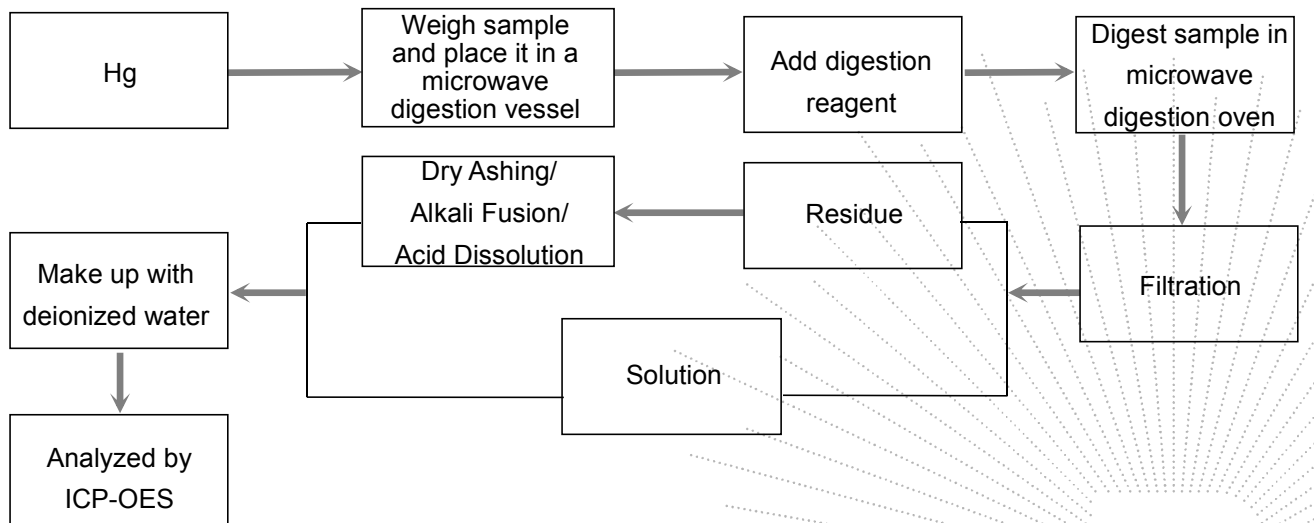 Hg
Weigh sample
and place it in a
microwave
digestion vessel
Add digestion
reagent
Digest sample in
microwave
digestion oven
Dry Ashing/
Alkali Fusion/
Acid Dissolution
Residue
Filtration
Make up with
deionized water
Solution
Analyzed by
ICP-OES